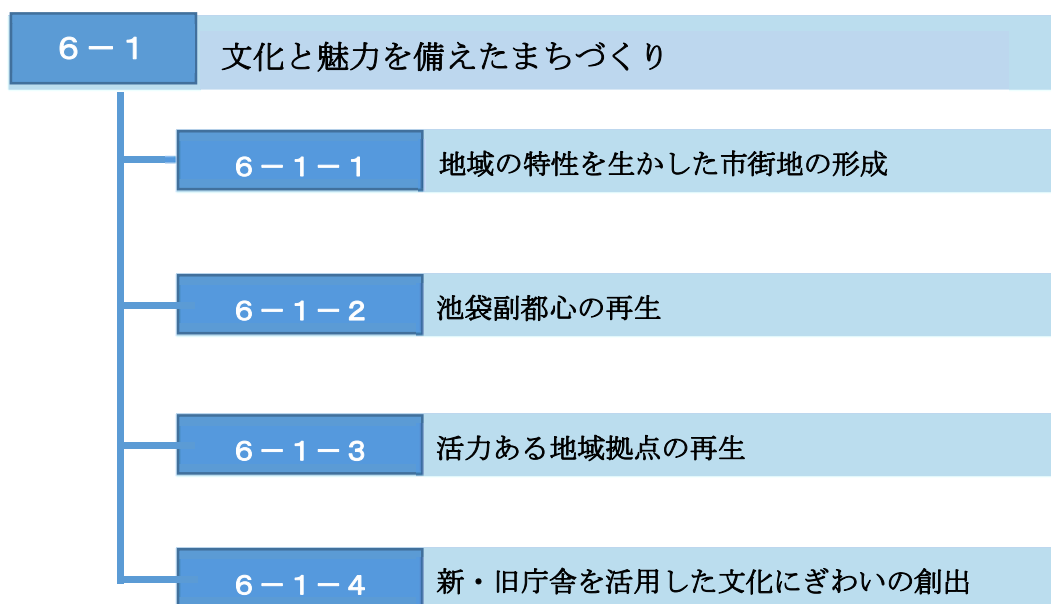 ６－１ 文化と魅力を備えたまちづくり
６－１－１ 地域の特性を生かした市街地の形成
６－１－２ 池袋副都心の再生
６－１－３ 活力ある地域拠点の再生
６－１－４ 新・旧庁舎を活用した文化にぎわいの創出